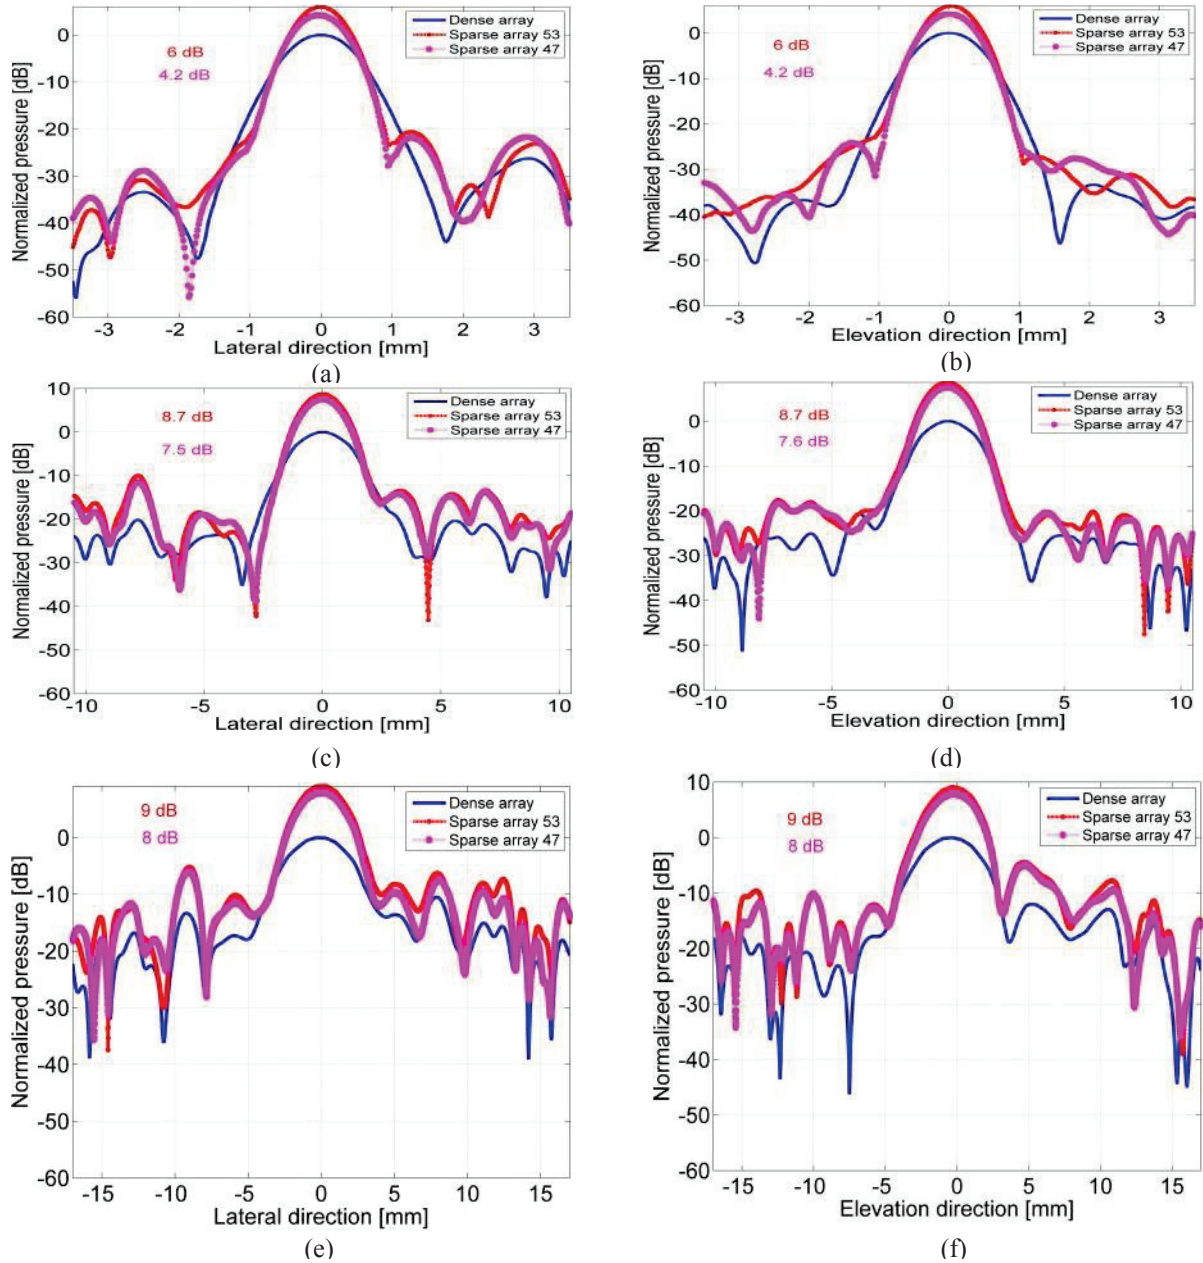 Normalized pressure [dB]
0
-10
-20
-30
-40
-50
-60
6 dB
4.2 dB
Dense array
Sparse array 53
Sparse array 47
-3 -2 -1 0 1 2 3
Lateral direction [mm]
(a)
Normalized pressure [dB]
0
-10
-20
-30
-40
-50
-60
6 dB
4.2 dB
Dense array
Sparse array 53
Sparse array 47
-3 -2 -1 0 1 2 3
Elevation direction [mm]
(b)
Normalized pressure [dB]
10
0
-10
-20
-30
-40
-50
-60
8.7 dB
7.5 dB
Dense array
Sparse array 53
Sparse array 47
-10 -5 0 5 10
Lateral direction [mm]
(c)
Normalized pressure [dB]
0
-10
-20
-30
-40
-50
-60
8.7 dB
7.6 dB
Dense array
Sparse array 53
Sparse array 47
-10 -5 0 5 10
Elevation direction [mm]
(d)
Normalized pressure [dB]
0
-10
-20
-30
-40
-50
-60
9 dB
8 dB
Dense array
Sparse array 53
Sparse array 47
-15 -10 -5 0 5 10 15
Lateral direction [mm]
(e)
Normalized pressure [dB]
10
0
-10
-20
-30
-40
-50
-60
9 dB
8 dB
Dense array
Sparse array 53
Sparse array 47
-15 -10 -5 0 5 10 15
Elevation direction [mm]
(f)